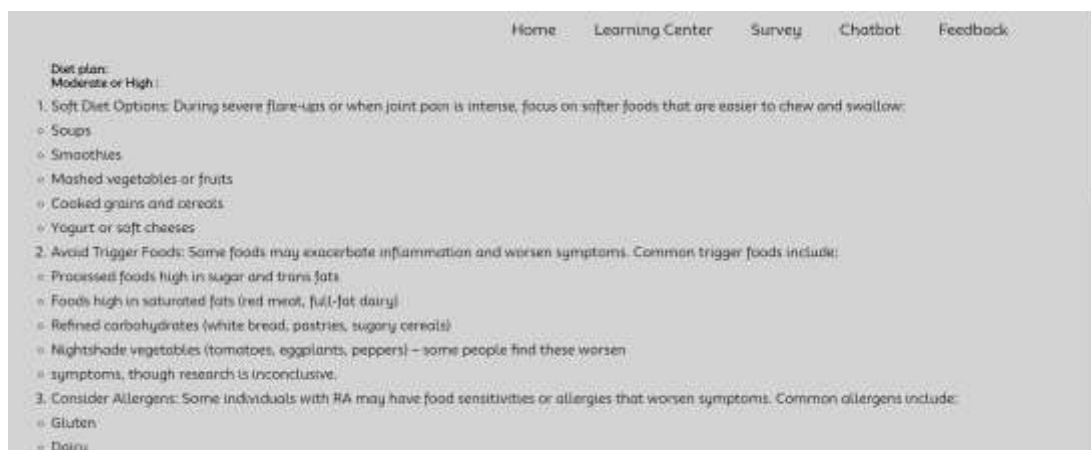 Home Learning Center Survey Chatbot Feedback
Diet plan:
Moderate or High :
1. Soft Diet Options: During severe flare-ups or when joint pain is intense, focus on softer foods that are easier to chew and swallow:
○ Soups
○ Smoothies
○ Mashed vegetables or fruits
○ Cooked grains and cereals
○ Yogurt or soft cheeses
2. Avoid Trigger Foods: Some foods may exacerbate inflammation and worsen symptoms. Common trigger foods include:
○ Processed foods high in sugar and trans fats
○ Foods high in saturated fats (red meat, full-fat dairy)
○ Refined carbohydrates (white bread, pastries, sugary cereals)
○ Nightshade vegetables (tomatoes, eggplants, peppers) – some people find these worsen
○ symptoms, though research is inconclusive.
3. Consider Allergens: Some individuals with RA may have food sensitivities or allergies that worsen symptoms. Common allergens include:
○ Gluten
○ Dairy